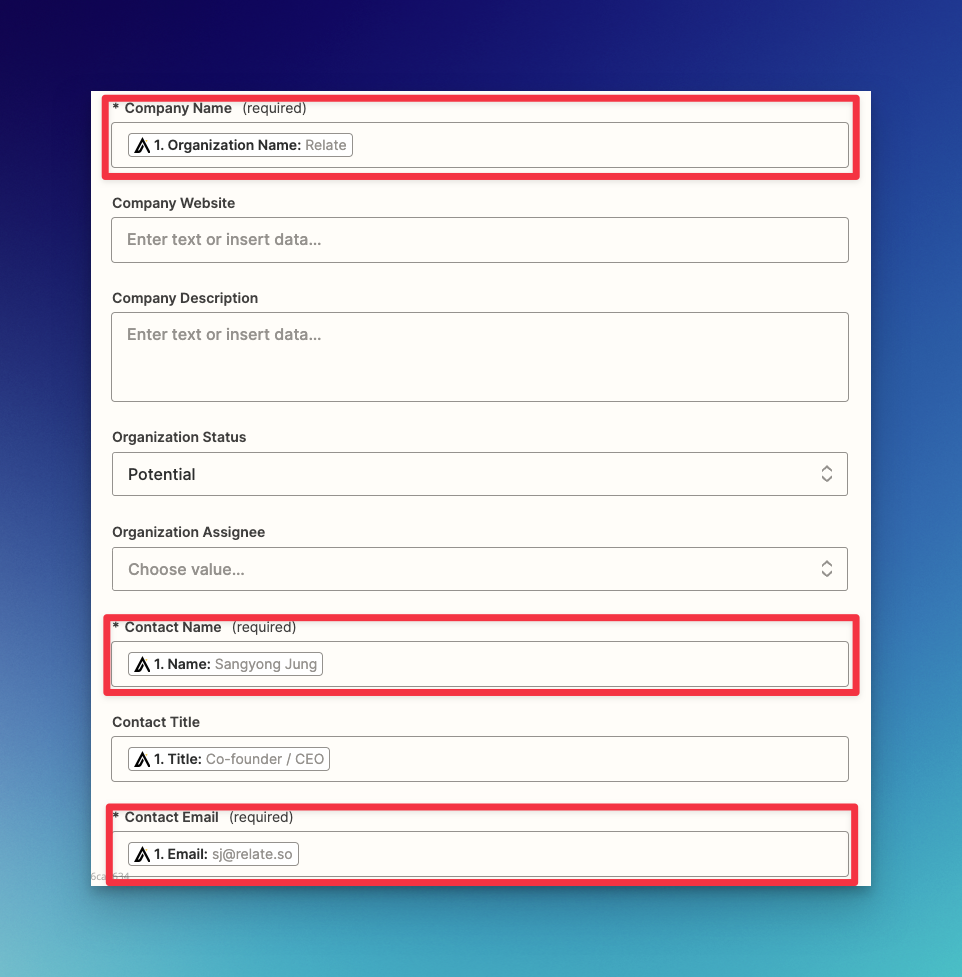 * Company Name (required)
1. Organization Name: Relate
Company Website
Enter text or insert data...
Company Description
Enter text or insert data...
Organization Status
Potential
Organization Assignee
Choose value...
* Contact Name (required)
1. Name: Sangyong Jung
Contact Title
1. Title: Co-founder / CEO
* Contact Email (required)
1. Email: sj@relate.so